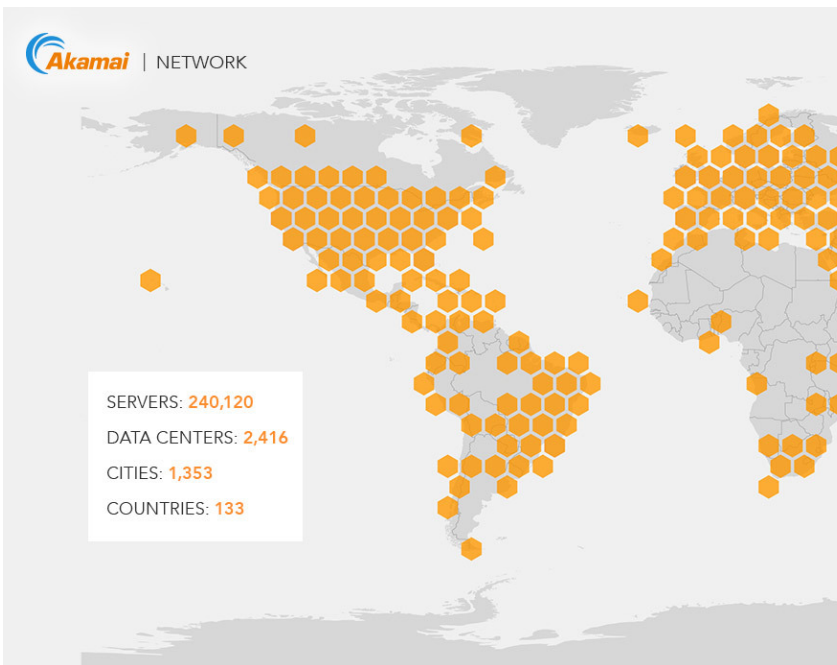 Akamai | NETWORK
SERVERS: 240,120
DATA CENTERS: 2,416
CITIES: 1,353
COUNTRIES: 133